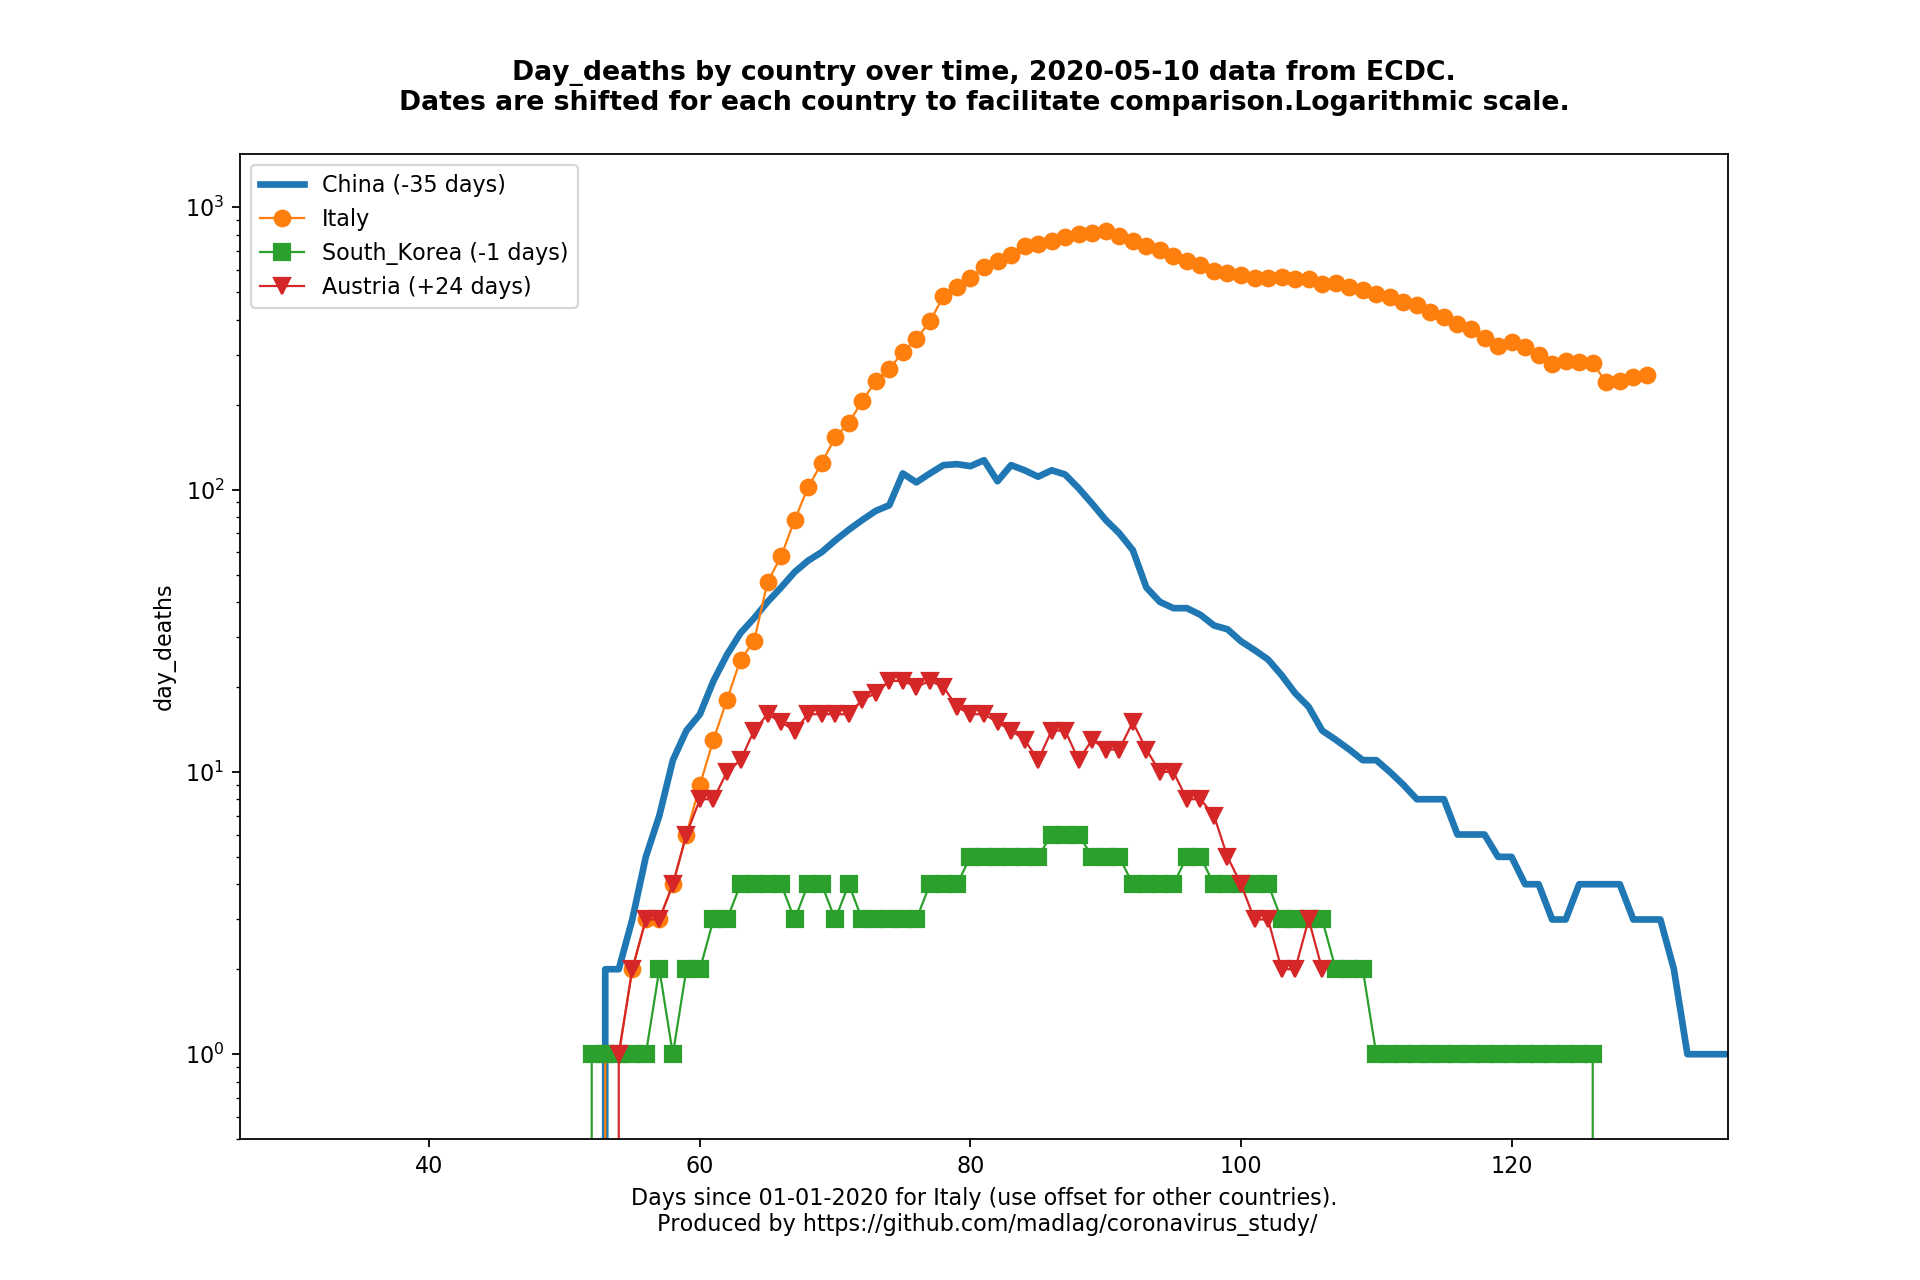 Day_deaths by country over time, 2020-05-10 data from ECDC.
Dates are shifted for each country to facilitate comparison.Logarithmic scale.
China (-35 days)
Italy
South_Korea (-1 days)
Austria (+24 days)
day_deaths
10³
10²
10¹
10⁰
40
60
80
100
120
Days since 01-01-2020 for Italy (use offset for other countries).
Produced by https://github.com/madlag/coronavirus_study/